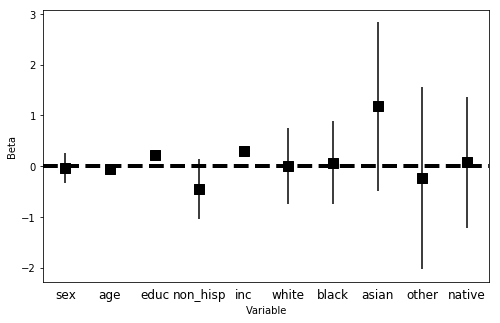 3
2
1
0
−1
−2
Beta
sex age educ non_hisp inc white black asian other native
Variable